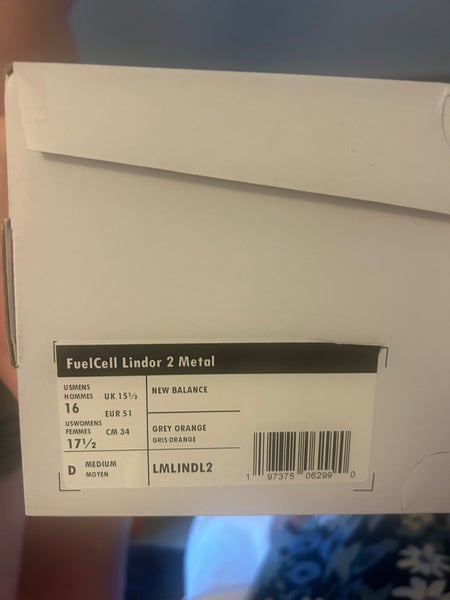 FuelCell Lindor 2 Metal
USMENS
HOMMES
16
USWOMENS
FEMMES
17½
UK 15½
EUR 51
CM 34
D MEDIUM
MOYEN
NEW BALANCE
GREY ORANGE
GRIS ORANGE
LMLINDL2
1 97375 06299 0